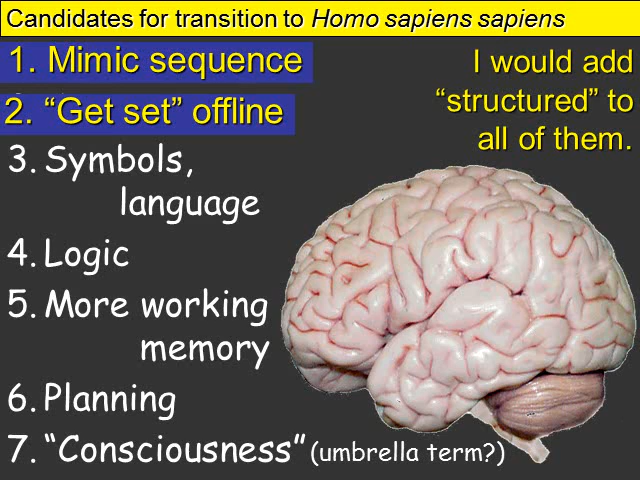 Candidates for transition to Homo sapiens sapiens
1. Mimic sequence
2. “Get set” offline
3. Symbols,
language
4. Logic
5. More working
memory
6. Planning
7. “Consciousness” (umbrella term?)
I would add
“structured” to
all of them.